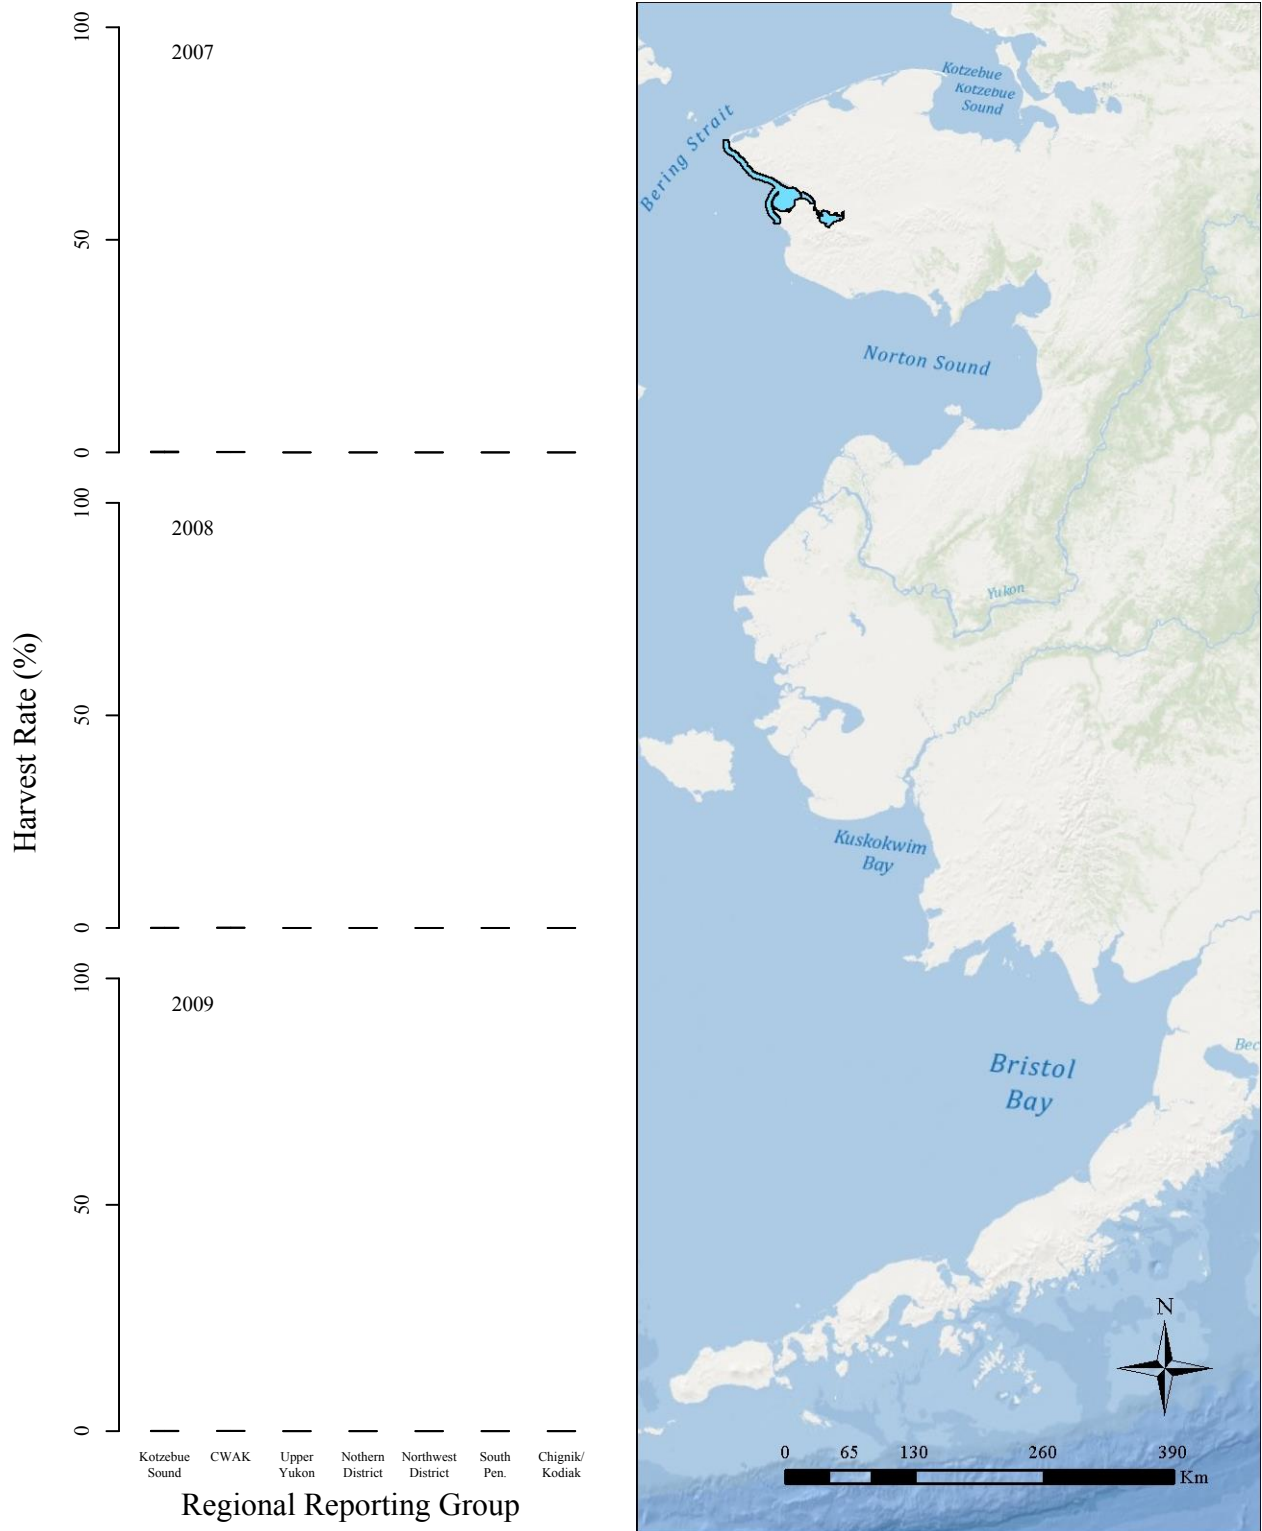 Harvest Rate (%)
100
2007
50
0
100
2008
50
0
100
2009
50
0
Kotzebue
Sound
CWAK
Upper
Yukon
Nothern
District
Northwest
District
South
Pen.
Chignik/
Kodiak
Regional Reporting Group
Kotzebue
Kotzebue
Sound
Bering Strait
Norton Sound
Yukon
Kuskokwim
Bay
Bristol
Bay
Bec
N
0 65 130 260 390
Km